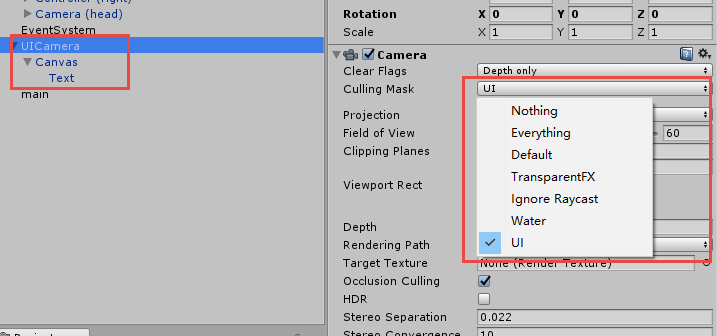 Controller (right)
Camera (head)
EventSystem
UICamera
Canvas
Text
main
Rotation X 0 Y 0 Z 0
Scale X 1 Y 1 Z 1
Camera
Clear Flags Depth only
Culling Mask UI
Nothing
Everything
Default
TransparentFX
Ignore Raycast
Water
UI
Projection
Field of View 60
Clipping Planes
Viewport Rect
Depth
Rendering Path
Target Texture None (Render Texture)
Occlusion Culling
HDR
Stereo Separation 0.022
Stereo Convergence 10